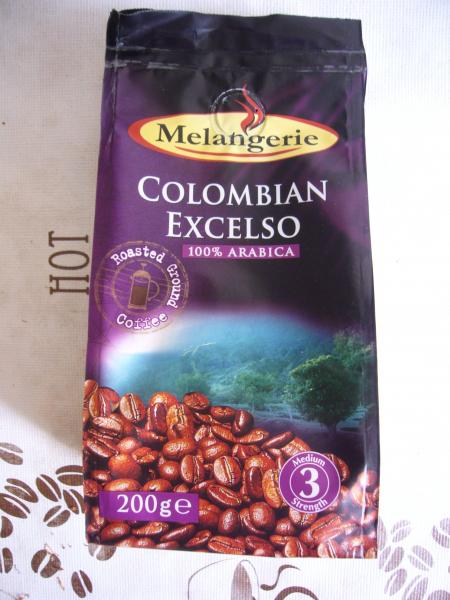 Melangerie
COLOMBIAN
EXCELSO
100% ARABICA
Roasted Ground
Coffee
HOT
Medium
3
Strength
200g℮